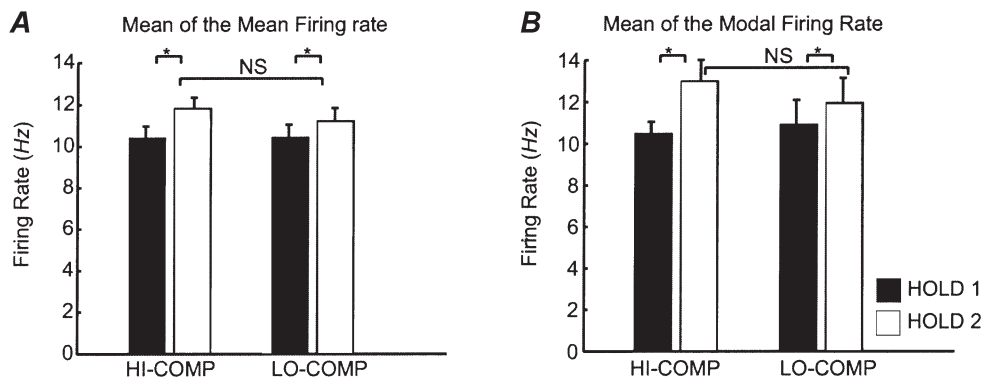 A
Mean of the Mean Firing rate
Firing Rate (Hz)
14
12
10
8
6
4
2
0
*
NS
*
HI-COMP
LO-COMP
B
Mean of the Modal Firing Rate
Firing Rate (Hz)
14
12
10
8
6
4
2
0
*
NS
*
HI-COMP
LO-COMP
HOLD 1
HOLD 2